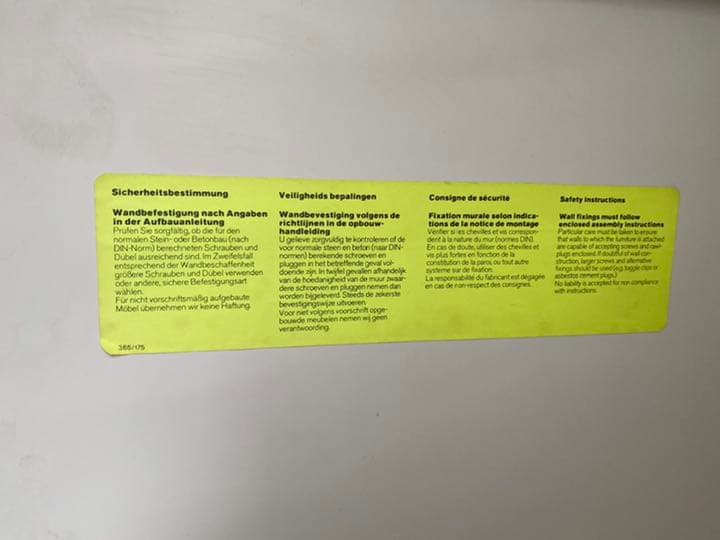 Sicherheitsbestimmung
Wandbefestigung nach Angaben
in der Aufbauanleitung
Prüfen Sie sorgfältig, ob die für den
normalen Stein- oder Betonbau (nach
DIN-Norm) berechneten Schrauben und
Dübel ausreichend sind. Im Zweifelsfall
entsprechend der Wandbeschaffenheit
größere Schrauben und Dübel verwenden
oder andere, sichere Befestigungsart
wählen.
Für nicht vorschriftsmäßig aufgebaute
Möbel übernehmen wir keine Haftung.
365/175
Veiligheids bepalingen
Wandbevestiging volgens de
richtlijnen in de opbouw-
handleiding
U gelieve zorgvuldig te kontroleren of de
voor normale steen en beton (naar DIN-
normen) berekende schroeven en
pluggen in het betreffende geval vol-
doende zijn. In twijfel gevallen afhandelijk
van de hoedanigheid van de muur zwaar-
dere schroeven en pluggen nemen dan
worden bijgeleverd. Steeds de zekerste
bevestigingswijze uitvoeren.
Voor niet volgens voorschrift opge-
bouwde meubelen nemen wij geen
verantwoording.
Consigne de sécurité
Fixation murale selon indica-
tions de la notice de montage
Vérifier si les chevilles et vis correspon-
dent à la nature du mur (normes DIN).
En cas de doute, utiliser des chevilles et
vis plus fortes en fonction de la
constitution de la paroi, ou tout autre
systeme sur de fixation.
La responsabilité du fabricant est dégagée
en cas de non-respect des consignes.
Safety instructions
Wall fixings must follow
enclosed assembly instructions
Particular care must be taken to ensure
that walls to which the furniture is attached
are capable of accepting screws and rawl-
plugs enclosed. If doubtful of wall con-
struction, larger screws and alternative
fixings should be used (e.g. toggle clips or
asbestos cement plugs.)
No liability is accepted for non-compliance
with instructions.